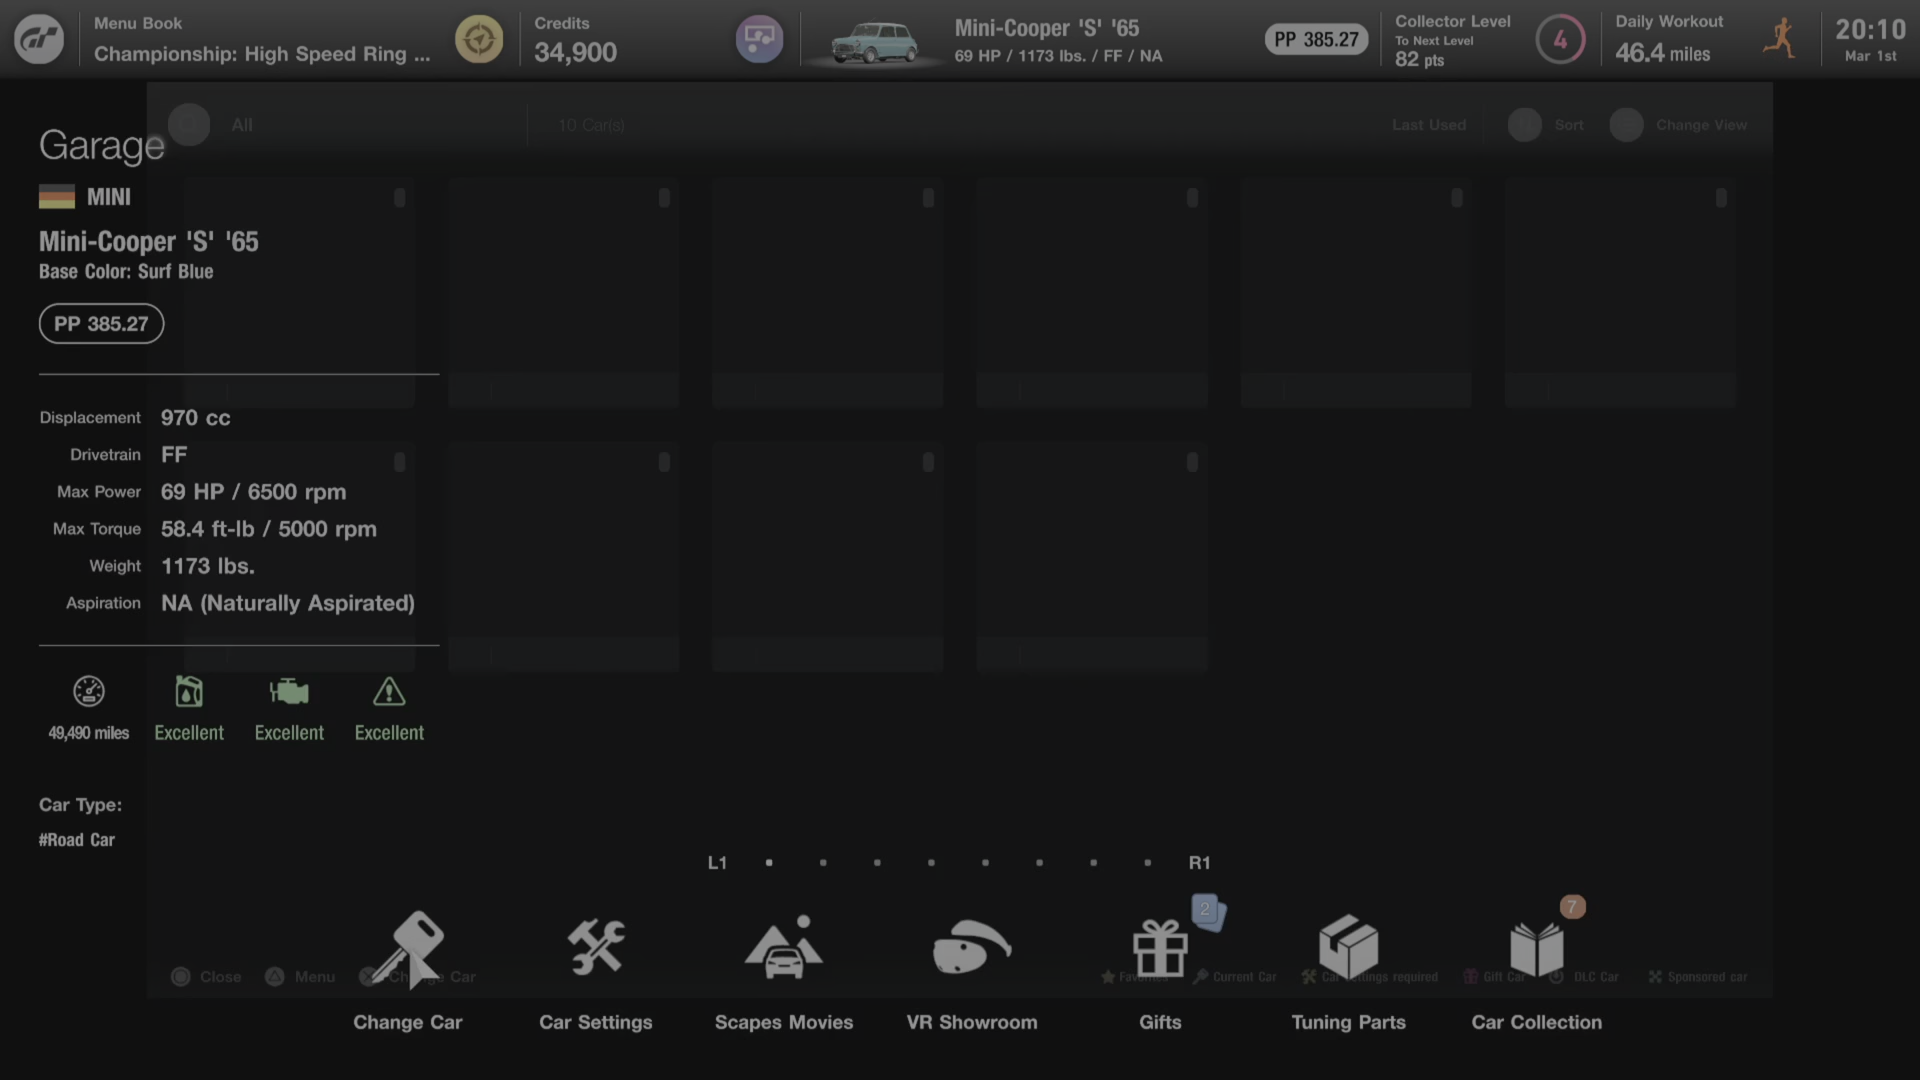 Menu Book
Championship: High Speed Ring ...
Credits
34,900
Mini-Cooper 'S' '65
69 HP / 1173 lbs. / FF / NA
PP 385.27
Collector Level
To Next Level
82 pts
4
Daily Workout
46.4 miles
20:10
Mar 1st
All
10 Car(s)
Last Used
Sort
Change View
Garage
MINI
Mini-Cooper 'S' '65
Base Color: Surf Blue
PP 385.27
Displacement 970 cc
Drivetrain FF
Max Power 69 HP / 6500 rpm
Max Torque 58.4 ft-lb / 5000 rpm
Weight 1173 lbs.
Aspiration NA (Naturally Aspirated)
49,490 miles
Excellent
Excellent
Excellent
Car Type:
#Road Car
L1
R1
2
7
Close
Menu
Change Car
Favorite
Current Car
Car settings required
Gift Car
DLC Car
Sponsored car
Change Car
Car Settings
Scapes Movies
VR Showroom
Gifts
Tuning Parts
Car Collection